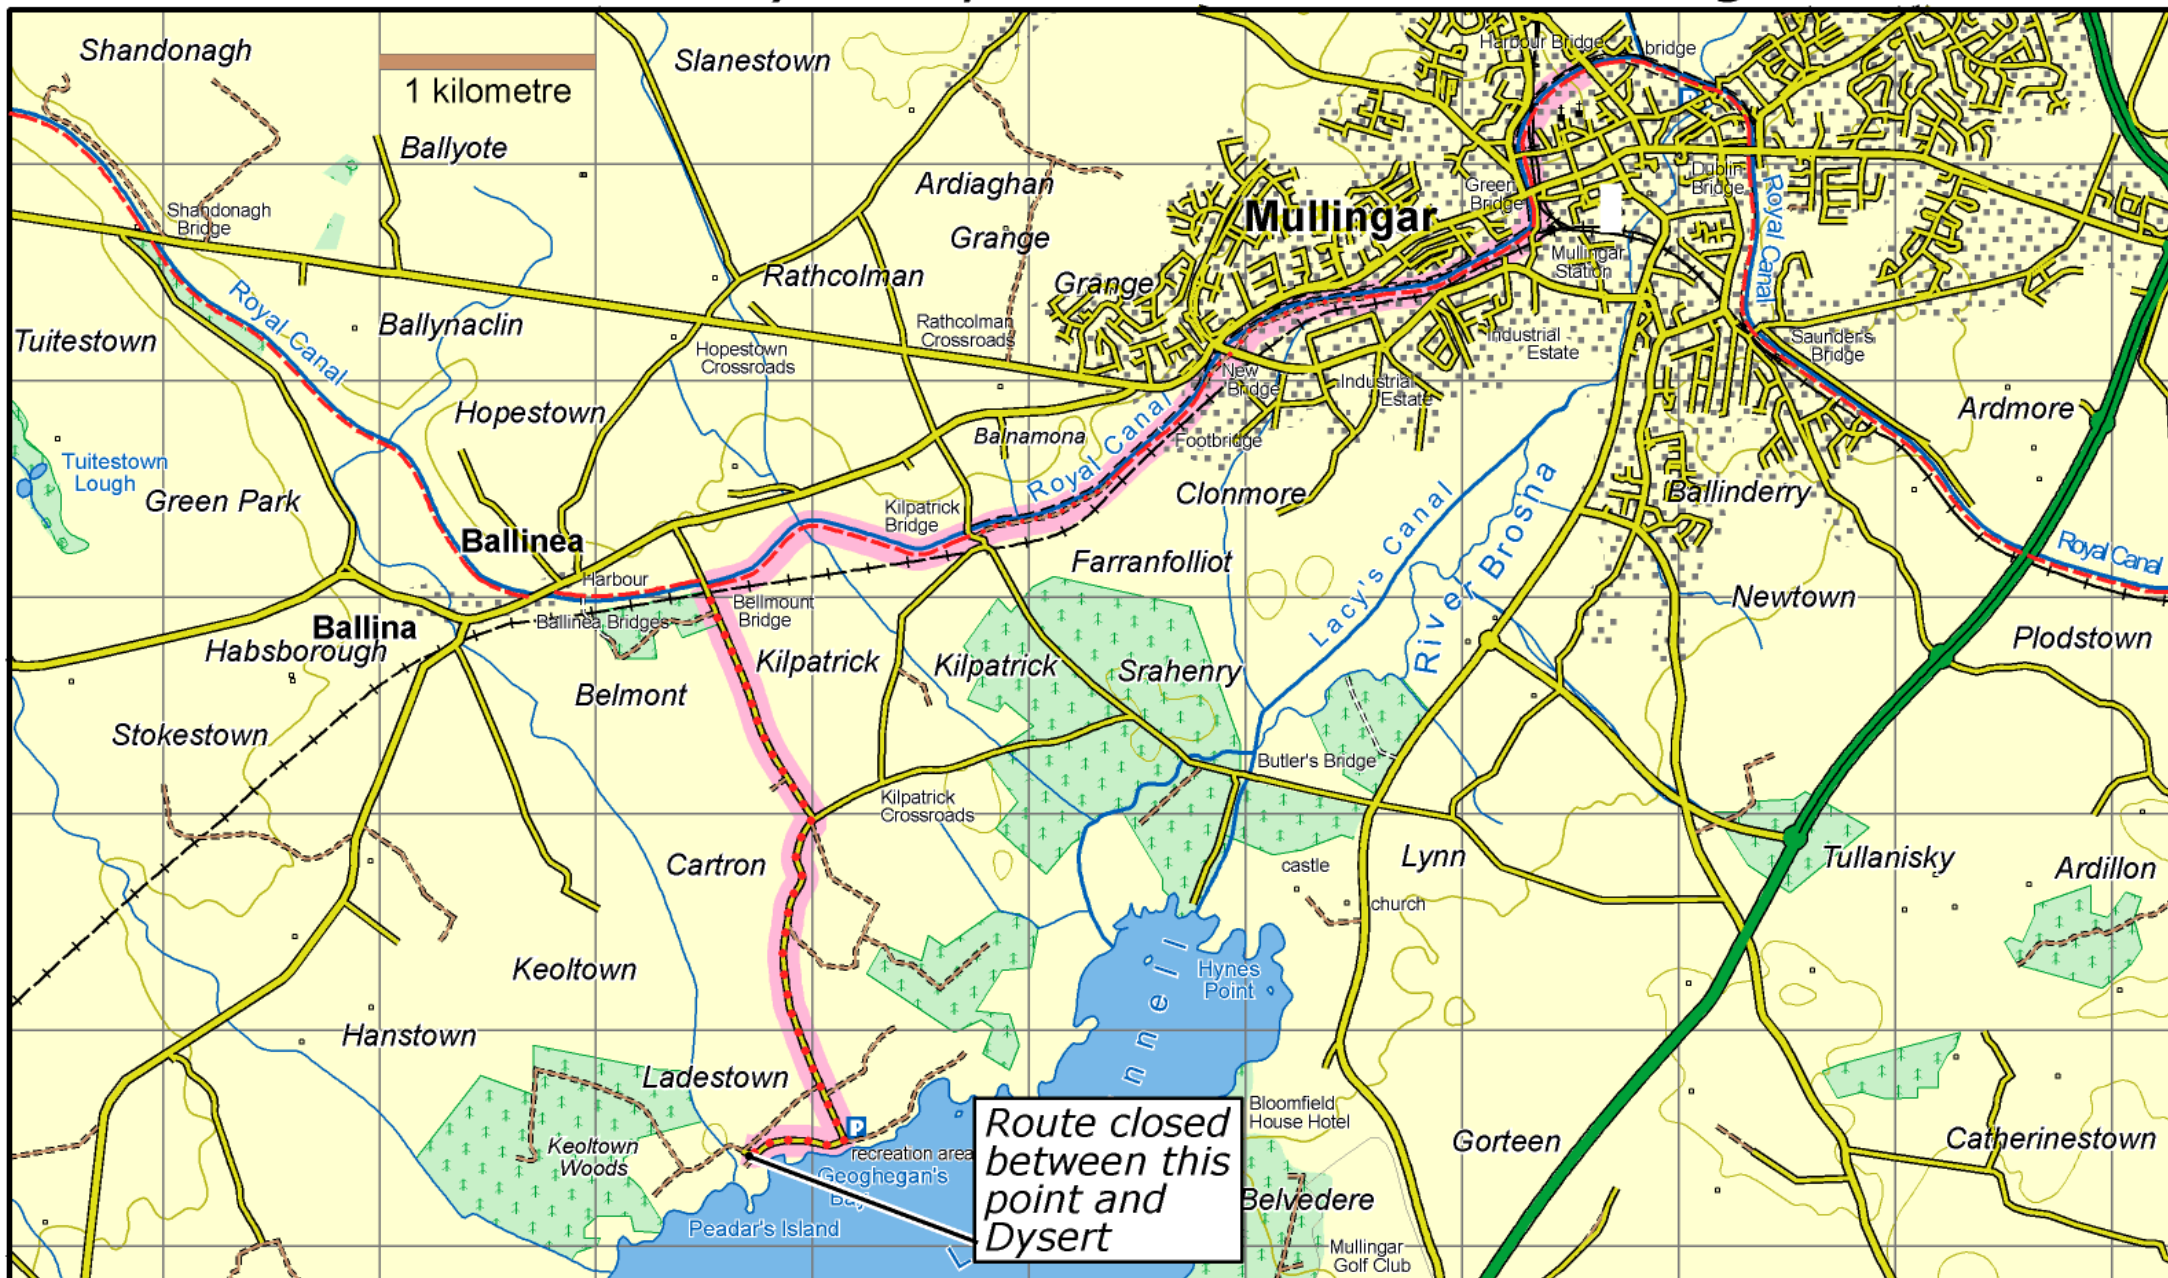 Shandonagh
1 kilometre
Slanestown
Harbour Bridge
bridge
Ballyote
Ardiaghan
Grange
Mullingar
Green
Bridge
Dublin
Bridge
Royal Canal
Shandonagh
Bridge
Rathcolman
Grange
Mullingar
Station
Royal Canal
Tuitestown
Ballynaclin
Rathcolman
Crossroads
Hopestown
Crossroads
Industrial
Estate
Saunder's
Bridge
New
Bridge
Industrial
Estate
Hopestown
Balnamona
Royal Canal
Footbridge
Ardmore
Tuitestown
Lough
Green Park
Kilpatrick
Bridge
Clonmore
Lacy's Canal
River Brosna
Ballinderry
Ballinea
Harbour
Farranfolliot
Royal Canal
Bellmount
Bridge
Ballinea Bridges
Newtown
Ballina
Habsborough
Plodstown
Kilpatrick
Kilpatrick
Srahenry
Belmont
Stokestown
Butler's Bridge
Kilpatrick
Crossroads
Cartron
castle
Lynn
Tullanisky
Ardillon
church
Keoltown
Hynes
Point
n n e l l
Hanstown
Ladestown
P
Bloomfield
House Hotel
Route closed
between this
point and
Dysert
Gorteen
Catherinestown
Keoltown
Woods
recreation area
Geoghegan's
Bay
Belvedere
Peadar's Island
L
Mullingar
Golf Club